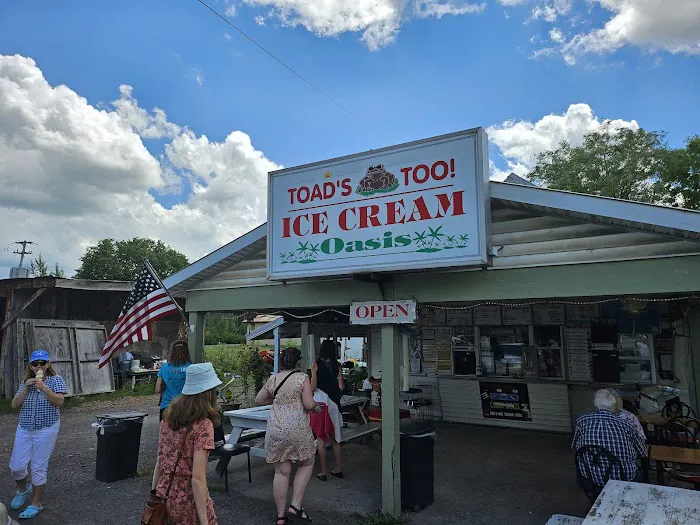 TOAD'S TOO!
ICE CREAM
Oasis
OPEN